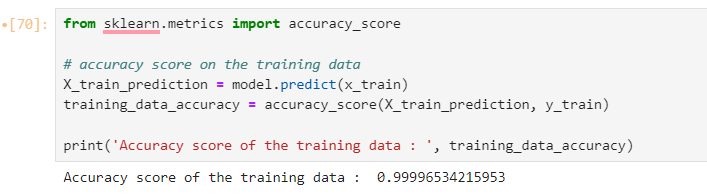 [70]: from sklearn.metrics import accuracy_score
# accuracy score on the training data
X_train_prediction = model.predict(x_train)
training_data_accuracy = accuracy_score(X_train_prediction, y_train)
print('Accuracy score of the training data : ', training_data_accuracy)
Accuracy score of the training data :  0.99996534215953